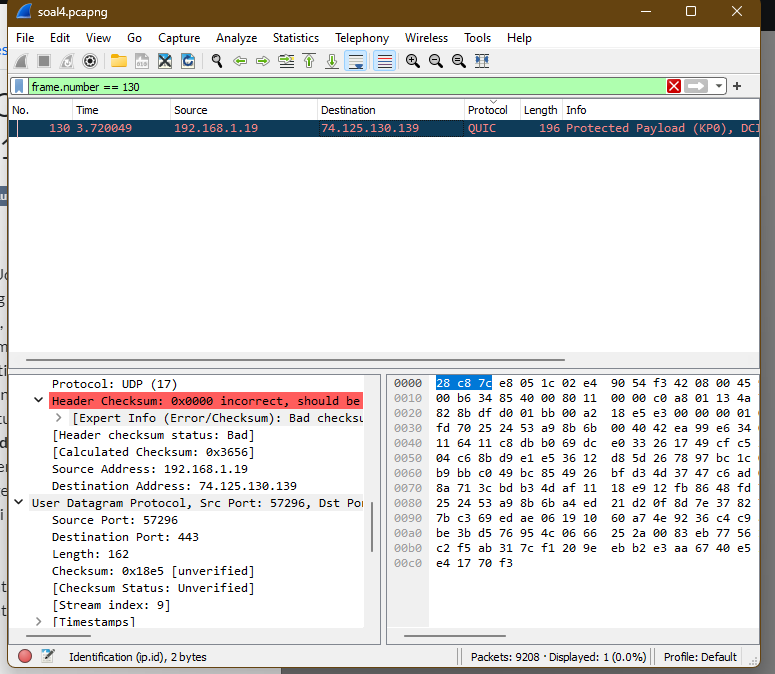 soal4.pcapng
File Edit View Go Capture Analyze Statistics Telephony Wireless Tools Help
frame.number == 130
No. Time Source Destination Protocol Length Info
130 3.720049 192.168.1.19 74.125.130.139 QUIC 196 Protected Payload (KP0), DCI
Protocol: UDP (17)
Header Checksum: 0x0000 incorrect, should be
[Expert Info (Error/Checksum): Bad checksu
[Header checksum status: Bad]
[Calculated Checksum: 0x3656]
Source Address: 192.168.1.19
Destination Address: 74.125.130.139
User Datagram Protocol, Src Port: 57296, Dst Por
Source Port: 57296
Destination Port: 443
Length: 162
Checksum: 0x18e5 [unverified]
[Checksum Status: Unverified]
[Stream index: 9]
[Timestamps]
0000 28 c8 7c e8 05 1c 02 e4 90 54 f3 42 08 00 45
0010 00 b6 34 85 40 00 80 11 00 00 c0 a8 01 13 4a
0020 82 8b df d0 01 bb 00 a2 18 e5 e3 00 00 00 01
0030 fd 70 25 24 53 a9 8b 6b 00 40 42 ea 99 e6 34
0040 11 64 11 c8 db b0 69 dc e0 33 26 17 49 cf c5
0050 04 c6 8b d9 e1 e5 36 12 d8 5d 26 78 97 bc 1c
0060 b9 bb c0 49 bc 85 49 26 bf d3 4d 37 47 c6 ad
0070 8a 71 3c bd b3 4d af 11 18 e9 12 fb 86 48 fd
0080 25 24 53 a9 8b 6b a4 ed 21 d2 0f 8d 7e 37 82
0090 7b c3 69 ed ae 06 19 10 60 a7 4e 92 36 c4 c9
00a0 be 3b d5 76 95 4c 06 66 25 2a 00 83 eb 77 56
00b0 c2 f5 ab 31 7c f1 20 9e eb b2 e3 aa 67 40 e5
00c0 e4 17 70 f3
Identification (ip.id), 2 bytes
Packets: 9208 · Displayed: 1 (0.0%)
Profile: Default